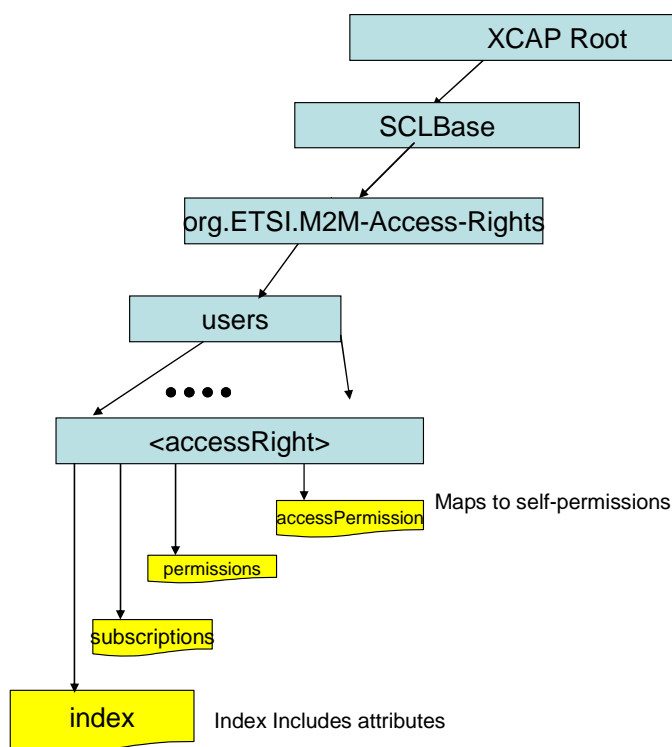 XCAP Root
SCLBase
org.ETSI.M2M-Access-Rights
users
<accessRight>
accessPermission
Maps to self-permissions
permissions
subscriptions
index
Index Includes attributes